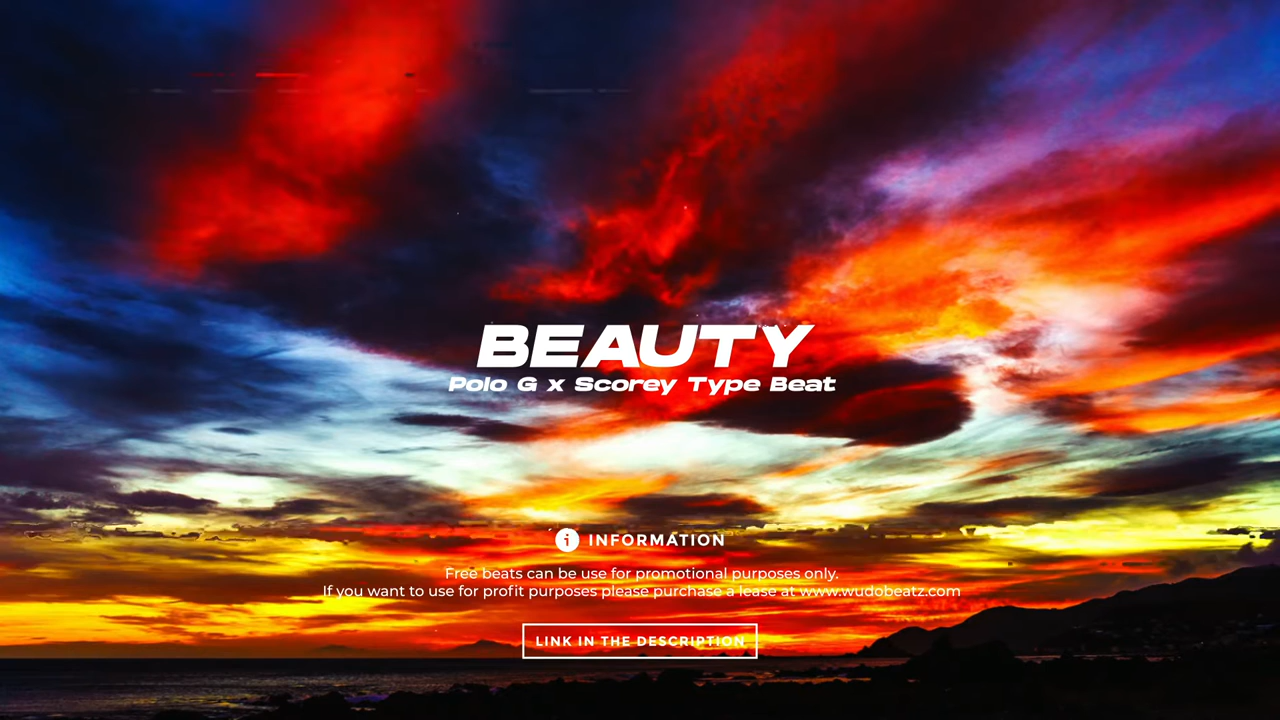 BEAUTY
Polo G x Scorey Type Beat
i INFORMATION
Free beats can be use for promotional purposes only.
If you want to use for profit purposes please purchase a lease at www.wudobeatz.com
LINK IN THE DESCRIPTION